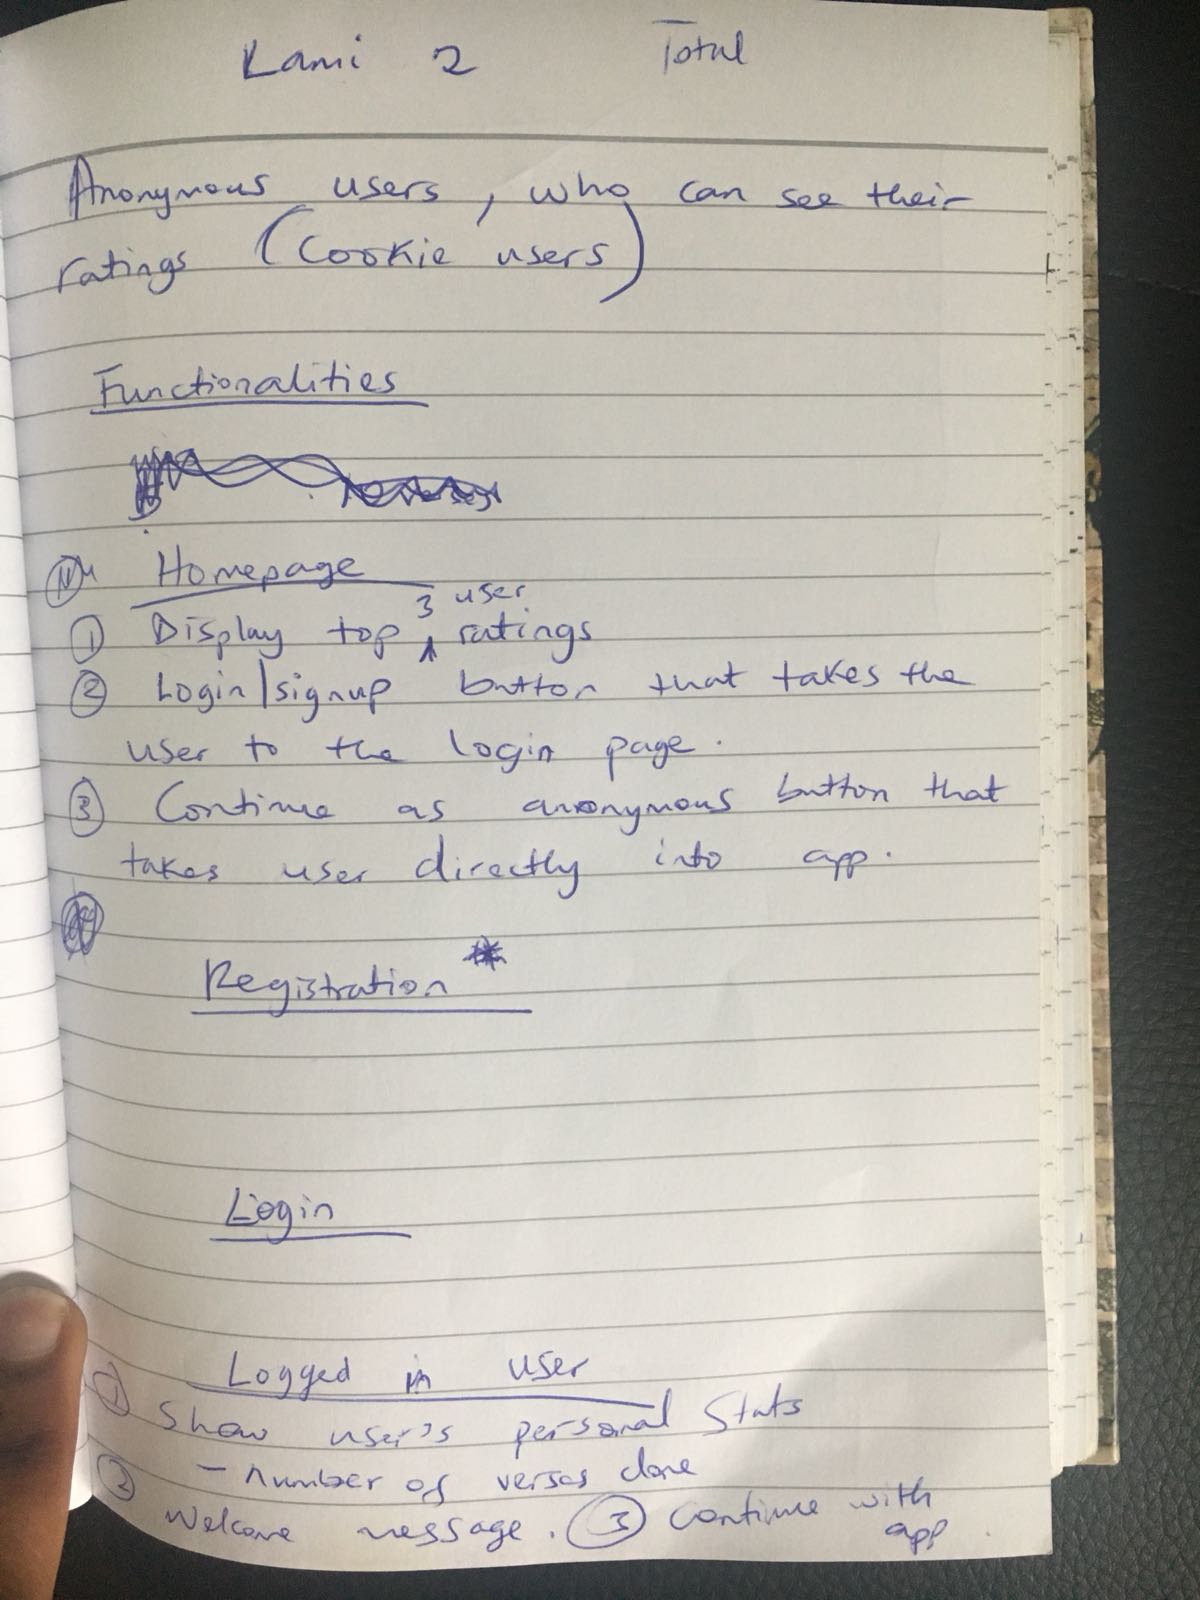 Lami 2 Total
Anonymous users, who can see their
ratings (Cookie users)
Functionalities
Homepage
3 user
① Display top ratings
② Login/signup button that takes the
user to the login page.
③ Continue as anonymous button that
takes user directly into app.
Registration *
Login
Logged in user
① Show user's personal Stats
- number of verses done
② Welcome message. ③ Continue with
app.